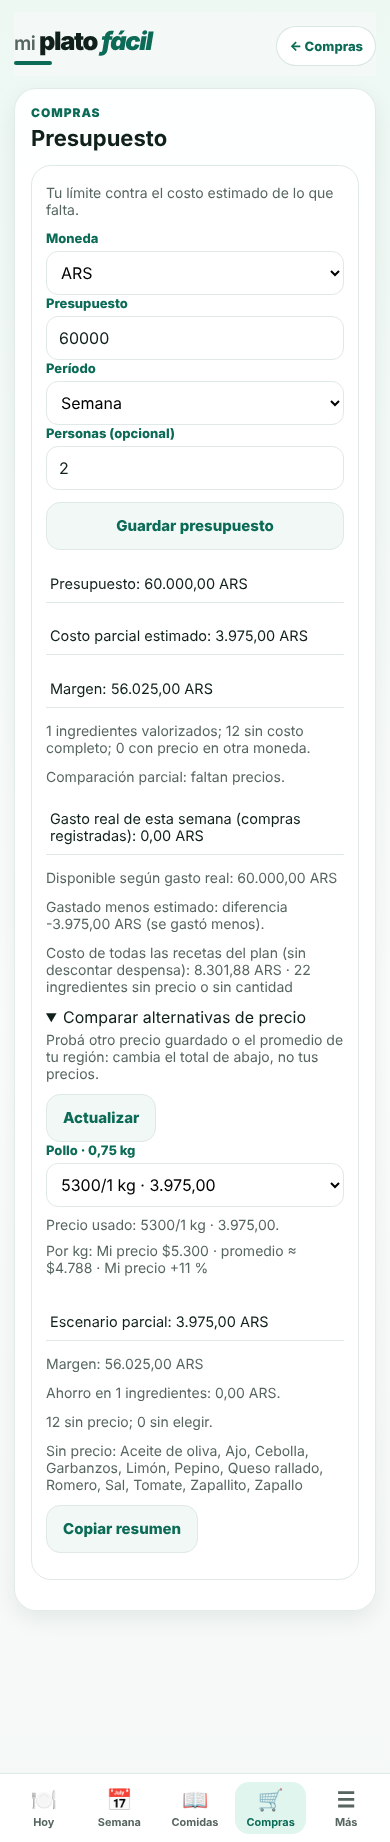 mi plato fácil
← Compras
COMPRAS
Presupuesto
Tu límite contra el costo estimado de lo que
falta.
Moneda
ARS
Presupuesto
60000
Período
Semana
Personas (opcional)
2
Guardar presupuesto
Presupuesto: 60.000,00 ARS
Costo parcial estimado: 3.975,00 ARS
Margen: 56.025,00 ARS
1 ingredientes valorizados; 12 sin costo
completo; 0 con precio en otra moneda.
Comparación parcial: faltan precios.
Gasto real de esta semana (compras
registradas): 0,00 ARS
Disponible según gasto real: 60.000,00 ARS
Gastado menos estimado: diferencia
-3.975,00 ARS (se gastó menos).
Costo de todas las recetas del plan (sin
descontar despensa): 8.301,88 ARS · 22
ingredientes sin precio o sin cantidad
▼ Comparar alternativas de precio
Probá otro precio guardado o el promedio de
tu región: cambia el total de abajo, no tus
precios.
Actualizar
Pollo · 0,75 kg
5300/1 kg · 3.975,00
Precio usado: 5300/1 kg · 3.975,00.
Por kg: Mi precio $5.300 · promedio ≈
$4.788 · Mi precio +11 %
Escenario parcial: 3.975,00 ARS
Margen: 56.025,00 ARS
Ahorro en 1 ingredientes: 0,00 ARS.
12 sin precio; 0 sin elegir.
Sin precio: Aceite de oliva, Ajo, Cebolla,
Garbanzos, Limón, Pepino, Queso rallado,
Romero, Sal, Tomate, Zapallito, Zapallo
Copiar resumen
Hoy
Semana
Comidas
Compras
Más